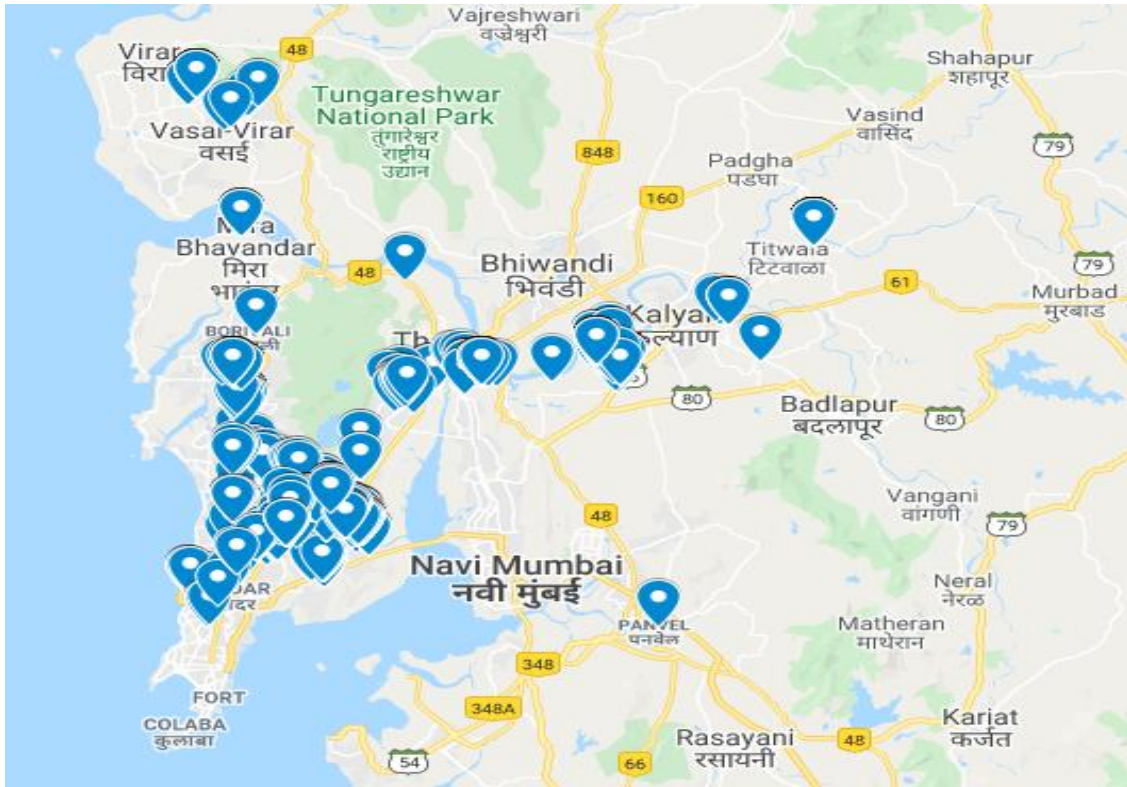 Vajreshwari
वज्रेश्वरी
Virar
48
Shahapur
शहापूर
Tungareshwar
National Park
तुंगारेश्वर
राष्ट्रीय
उद्यान
Vasai-Virar
वसई
Vasind
वासिंद
848
79
Padgha
पडघा
160
Mira
Bhayandar
मिरा
Titwala
टिटवाळा
79
48
Bhiwandi
भिवंडी
61
Murbad
मुरबाड
Kalyan
कल्याण
80
80
Badlapur
बदलापूर
Vangani
वांगणी
79
48
Navi Mumbai
नवी मुंबई
Neral
नेरळ
PANVEL
पनवेल
Matheran
माथेरान
348
FORT
348A
COLABA
कुलाबा
Karjat
कर्जत
Rasayani
रसायनी
48
54
66